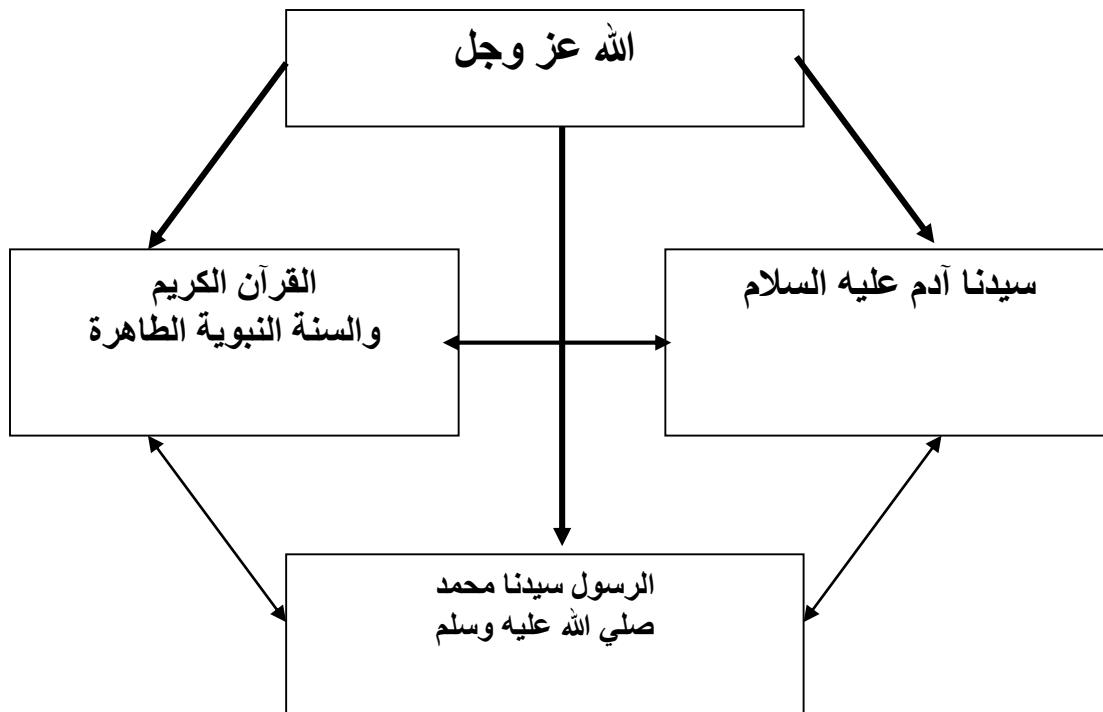 الله عز وجل
سيدنا آدم عليه السلام
القرآن الكريم
والسنة النبوية الطاهرة
الرسول سيدنا محمد
صلي الله عليه وسلم